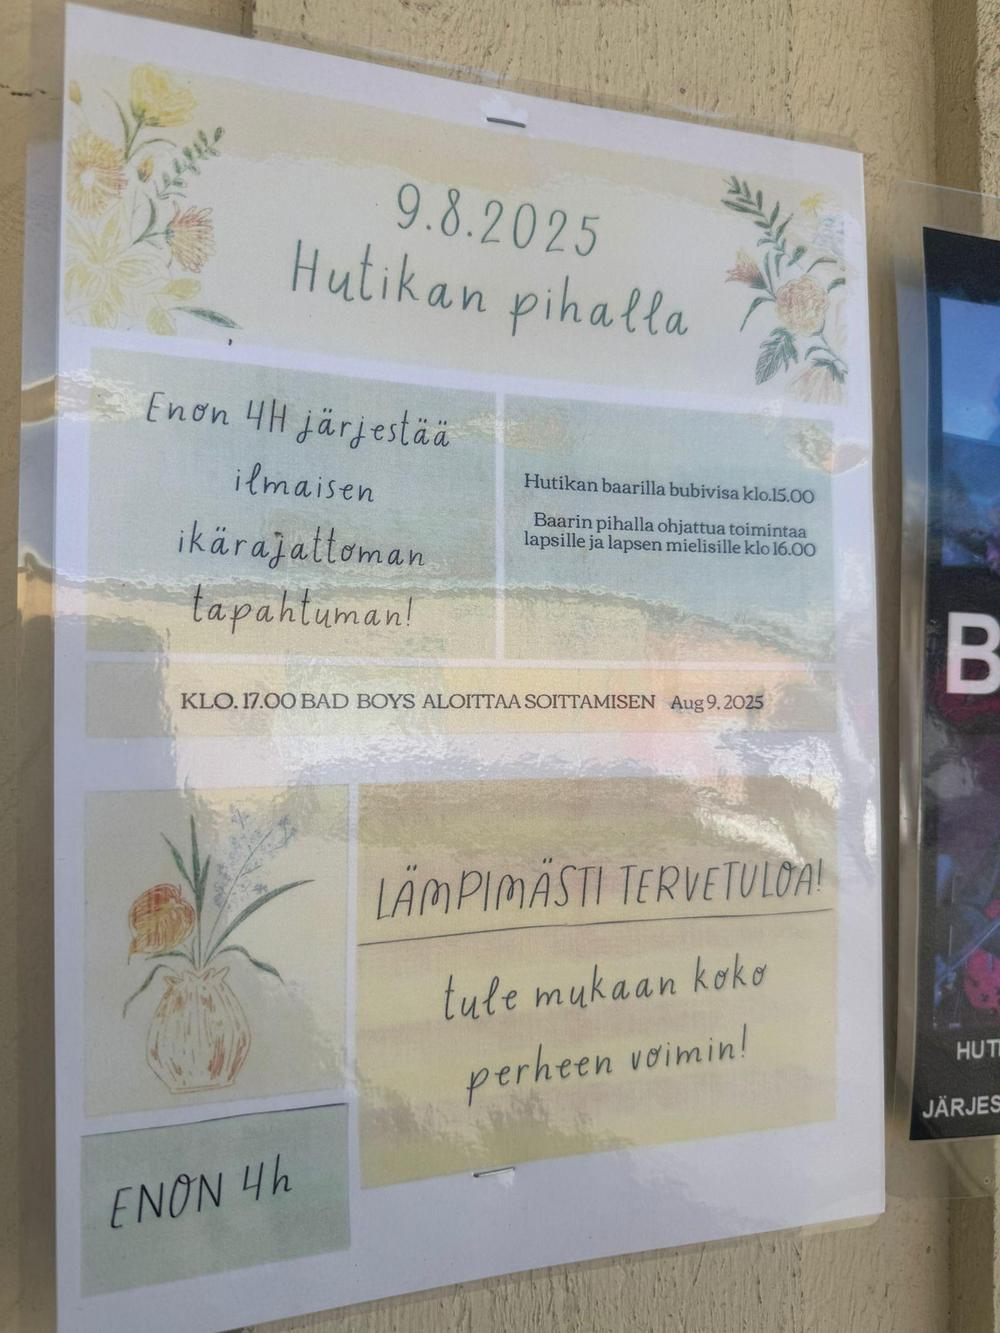 9.8.2025
Hutikan pihalla
Enon 4H järjestää
ilmaisen
ikärajattoman
tapahtuman!
Hutikan baarilla bubivisa klo.15.00
Baarin pihalla ohjattua toimintaa
lapsille ja lapsen mielisille klo 16.00
KLO. 17.00 BAD BOYS ALOITTAA SOITTAMISEN Aug 9, 2025
LÄMPIMÄSTI TERVETULOA!
tule mukaan koko
perheen voimin!
ENON 4h
B
HUTI
JÄRJES